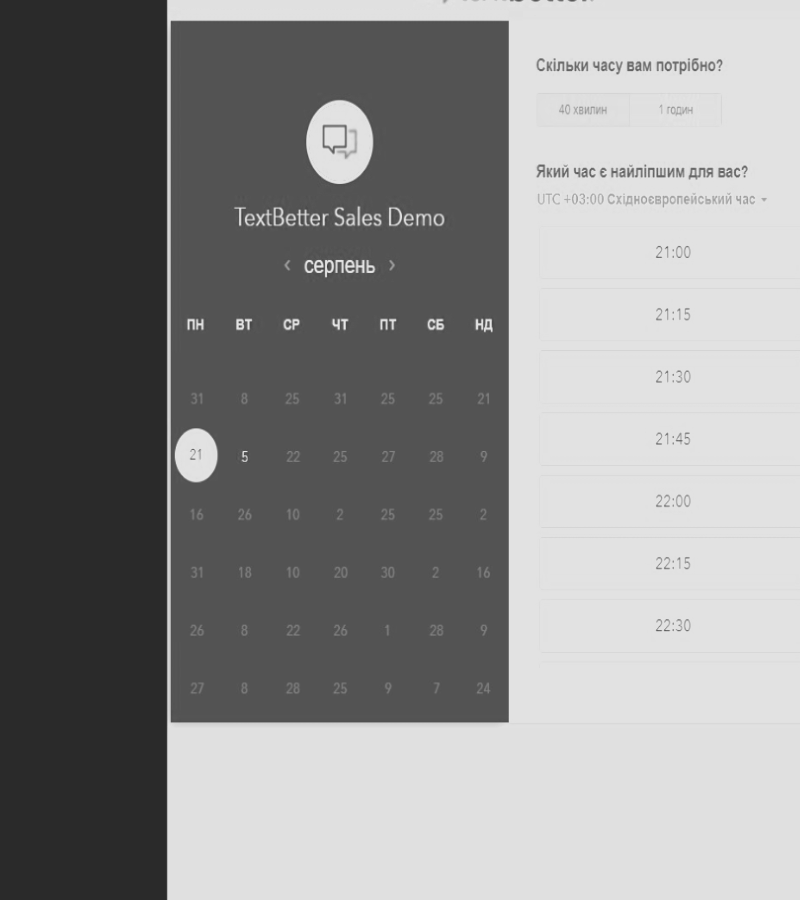 TextBetter Sales Demo
‹ серпень ›
ПН ВТ СР ЧТ ПТ СБ НД
31 8 25 31 25 25 21
21 5 22 25 27 28 9
16 26 10 2 25 25 2
31 18 10 20 30 2 16
26 8 22 26 1 28 9
27 8 28 25 9 7 24
Скільки часу вам потрібно?
40 хвилин 1 годин
Який час є найліпшим для вас?
UTC +03:00 Східноєвропейський час
21:00
21:15
21:30
21:45
22:00
22:15
22:30